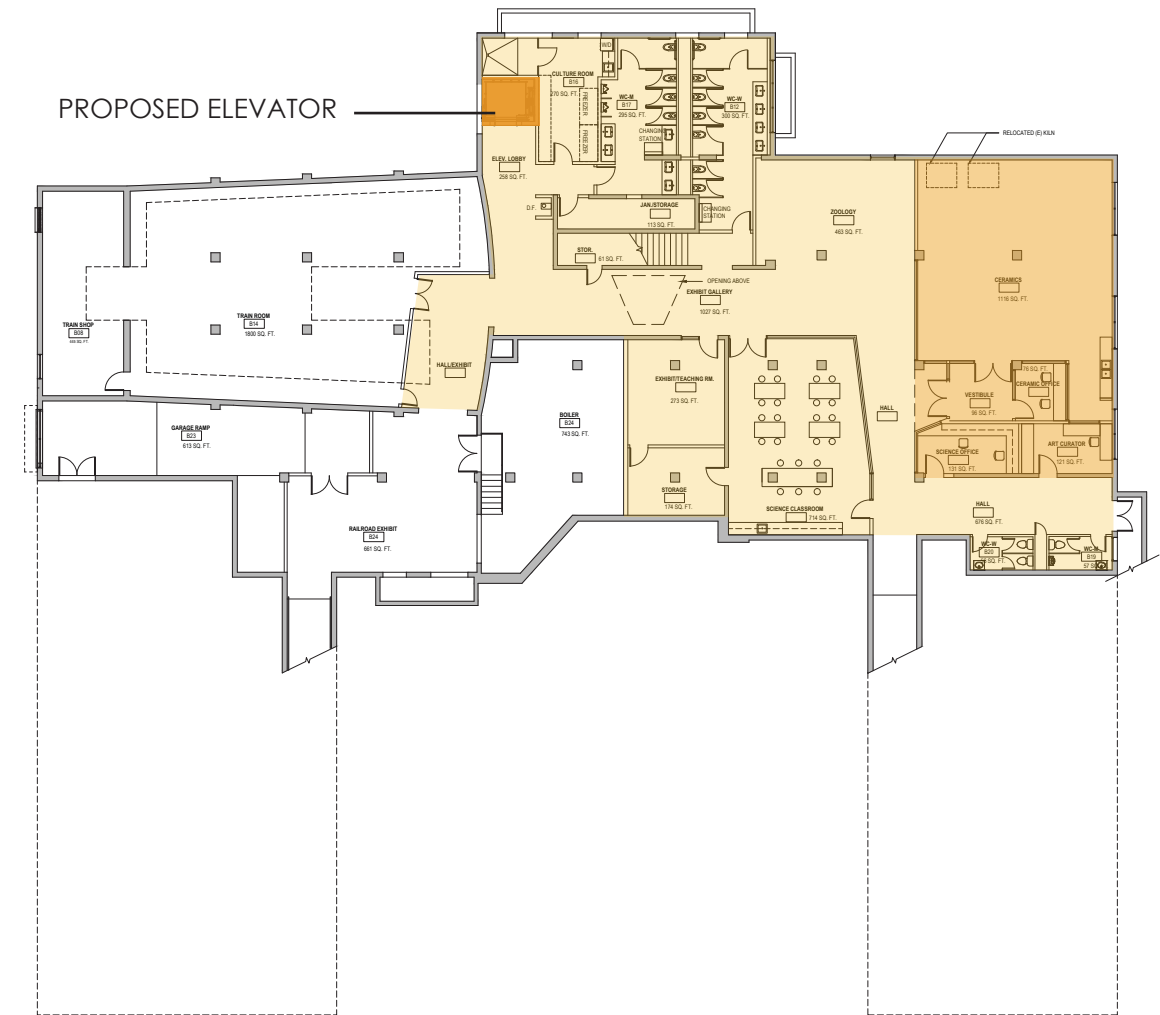 PROPOSED ELEVATOR
W/D
CULTURE ROOM
B16
270 SQ. FT.
FREEZER
FREEZER
WC-M
B17
295 SQ. FT.
WC-W
B12
300 SQ. FT.
CHANGING
STATION
RELOCATED (E) KILN
ELEV. LOBBY
258 SQ. FT.
D.F.
JAN./STORAGE
113 SQ. FT.
CHANGING
STATION
ZOOLOGY
463 SQ. FT.
STOR.
61 SQ. FT.
OPENING ABOVE
EXHIBIT GALLERY
1027 SQ. FT.
CERAMICS
1116 SQ. FT.
TRAIN SHOP
B08
SQ. FT.
TRAIN ROOM
B14
1800 SQ. FT.
HALL/EXHIBIT
EXHIBIT/TEACHING RM.
273 SQ. FT.
76 SQ. FT.
CERAMIC OFFICE
VESTIBULE
96 SQ. FT.
GARAGE RAMP
B23
613 SQ. FT.
BOILER
B24
743 SQ. FT.
HALL
SCIENCE OFFICE
131 SQ. FT.
ART CURATOR
121 SQ. FT.
STORAGE
174 SQ. FT.
SCIENCE CLASSROOM
714 SQ. FT.
HALL
676 SQ. FT.
RAILROAD EXHIBIT
B24
661 SQ. FT.
WC-W
B20
SQ. FT.
WC-M
B19
57 SQ.